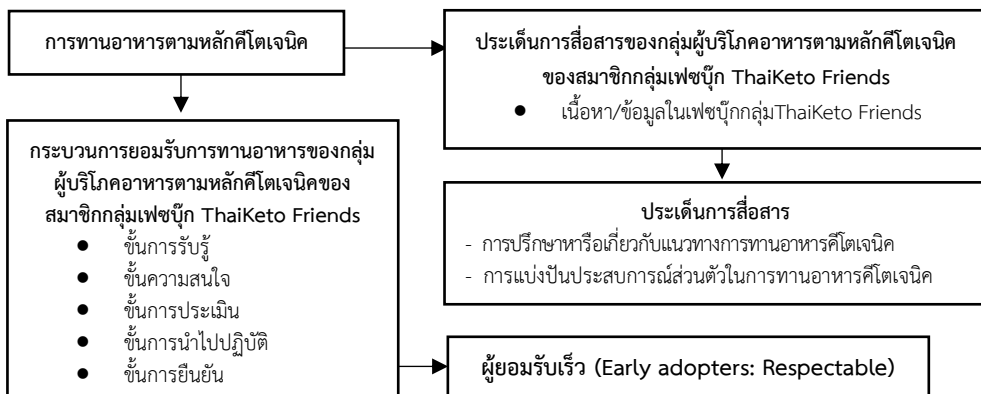 การทานอาหารตามหลักคีโตเจนิค
ประเด็นการสื่อสารของกลุ่มผู้บริโภคอาหารตามหลักคีโตเจนิค
ของสมาชิกกลุ่มเฟซบุ๊ก ThaiKeto Friends
● เนื้อหา/ข้อมูลในเฟซบุ๊กกลุ่มThaiKeto Friends
กระบวนการยอมรับการทานอาหารของกลุ่ม
ผู้บริโภคอาหารตามหลักคีโตเจนิคของ
สมาชิกกลุ่มเฟซบุ๊ก ThaiKeto Friends
● ขั้นการรับรู้
● ขั้นความสนใจ
● ขั้นการประเมิน
● ขั้นการนำไปปฏิบัติ
● ขั้นการยืนยัน
ประเด็นการสื่อสาร
- การปรึกษาหารือเกี่ยวกับแนวทางการทานอาหารคีโตเจนิค
- การแบ่งปันประสบการณ์ส่วนตัวในการทานอาหารคีโตเจนิค
ผู้ยอมรับเร็ว (Early adopters: Respectable)